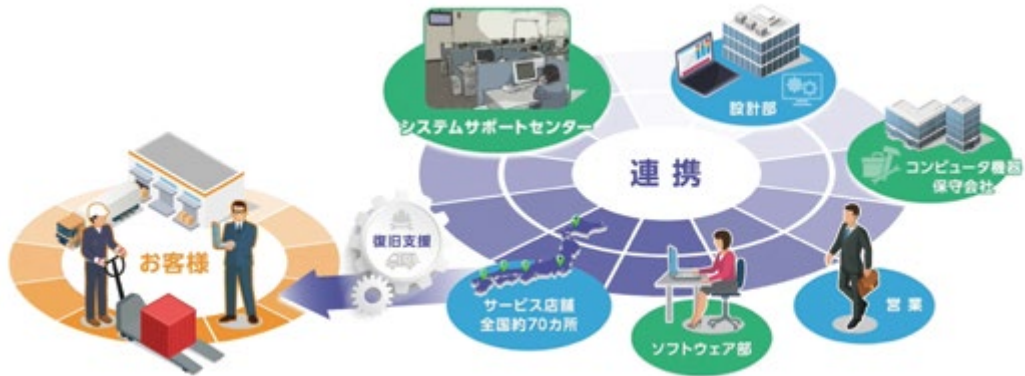 システムサポートセンター
設計部
コンピュータ機器
保守会社
連携
復旧支援
お客様
サービス店舗
全国約70カ所
ソフトウェア部
営業